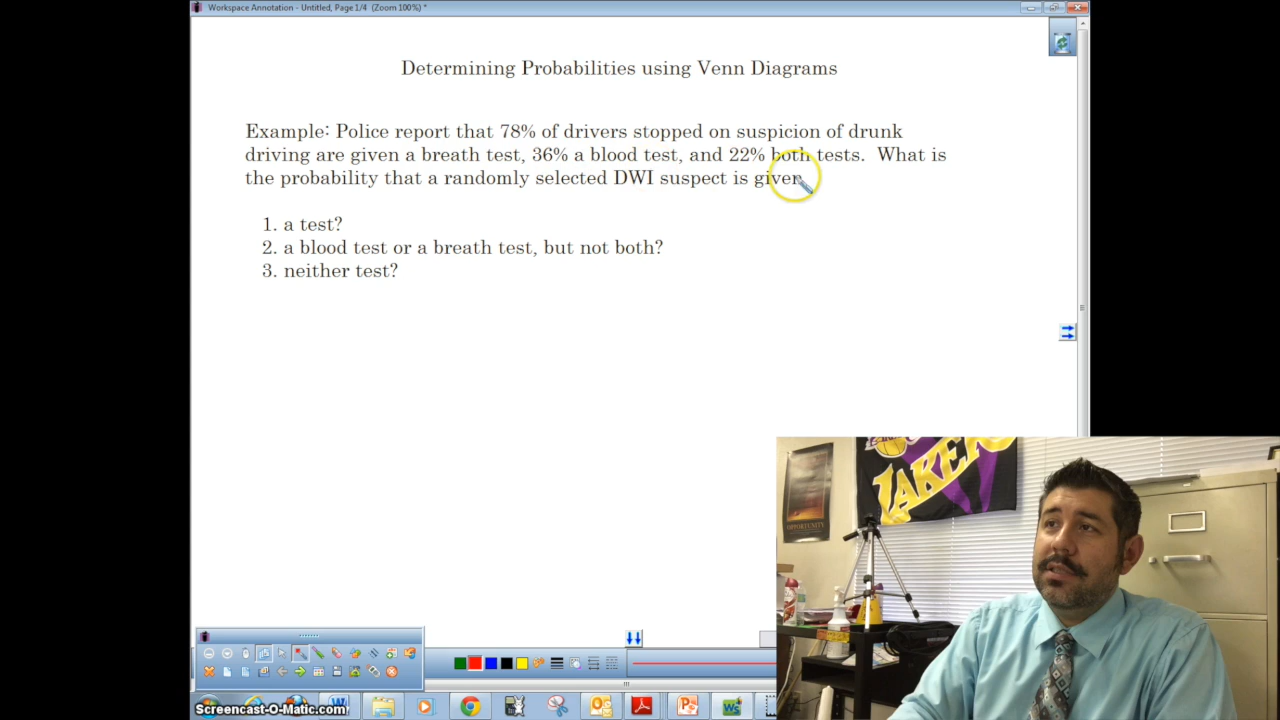 Workspace Annotation - Untitled, Page 1/4 (Zoom 100%) *
Determining Probabilities using Venn Diagrams
Example: Police report that 78% of drivers stopped on suspicion of drunk
driving are given a breath test, 36% a blood test, and 22% both tests. What is
the probability that a randomly selected DWI suspect is given
1. a test?
2. a blood test or a breath test, but not both?
3. neither test?
LAKERS
OPPORTUNITY
Screencast-O-Matic.com